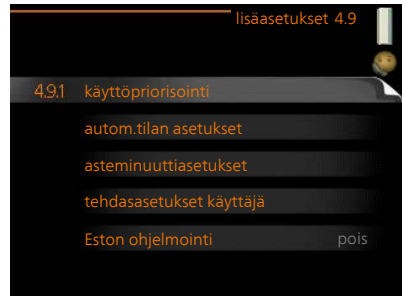 lisäasetukset 4.9
4.9.1 käyttöpriorisointi
autom.tilan asetukset
asteminuuttiasetukset
tehdasasetukset käyttäjä
Eston ohjelmointi pois